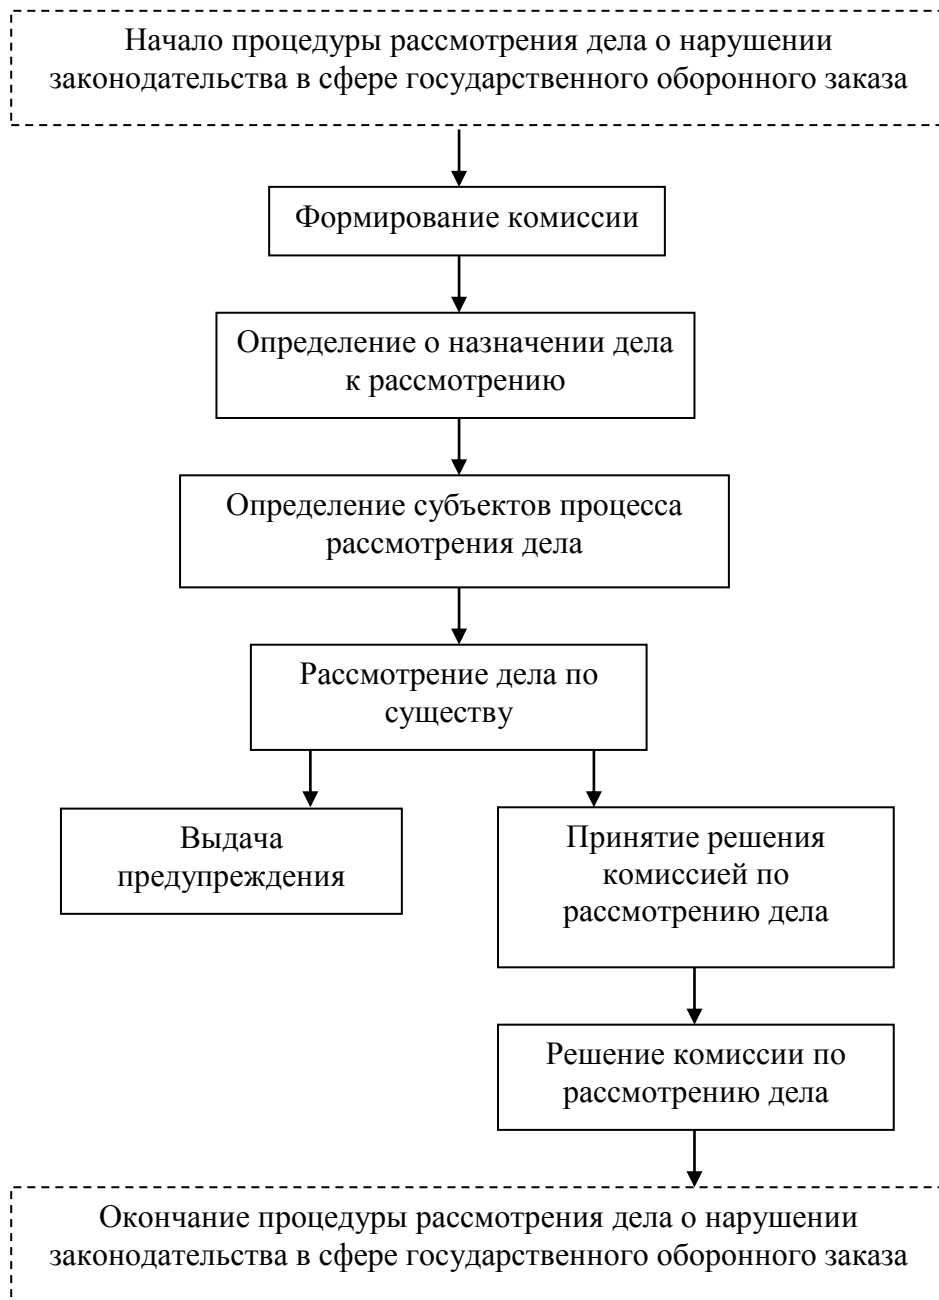 Начало процедуры рассмотрения дела о нарушении
законодательства в сфере государственного оборонного заказа
Формирование комиссии
Определение о назначении дела
к рассмотрению
Определение субъектов процесса
рассмотрения дела
Рассмотрение дела по
существу
Выдача
предупреждения
Принятие решения
комиссией по
рассмотрению дела
Решение комиссии по
рассмотрению дела
Окончание процедуры рассмотрения дела о нарушении
законодательства в сфере государственного оборонного заказа